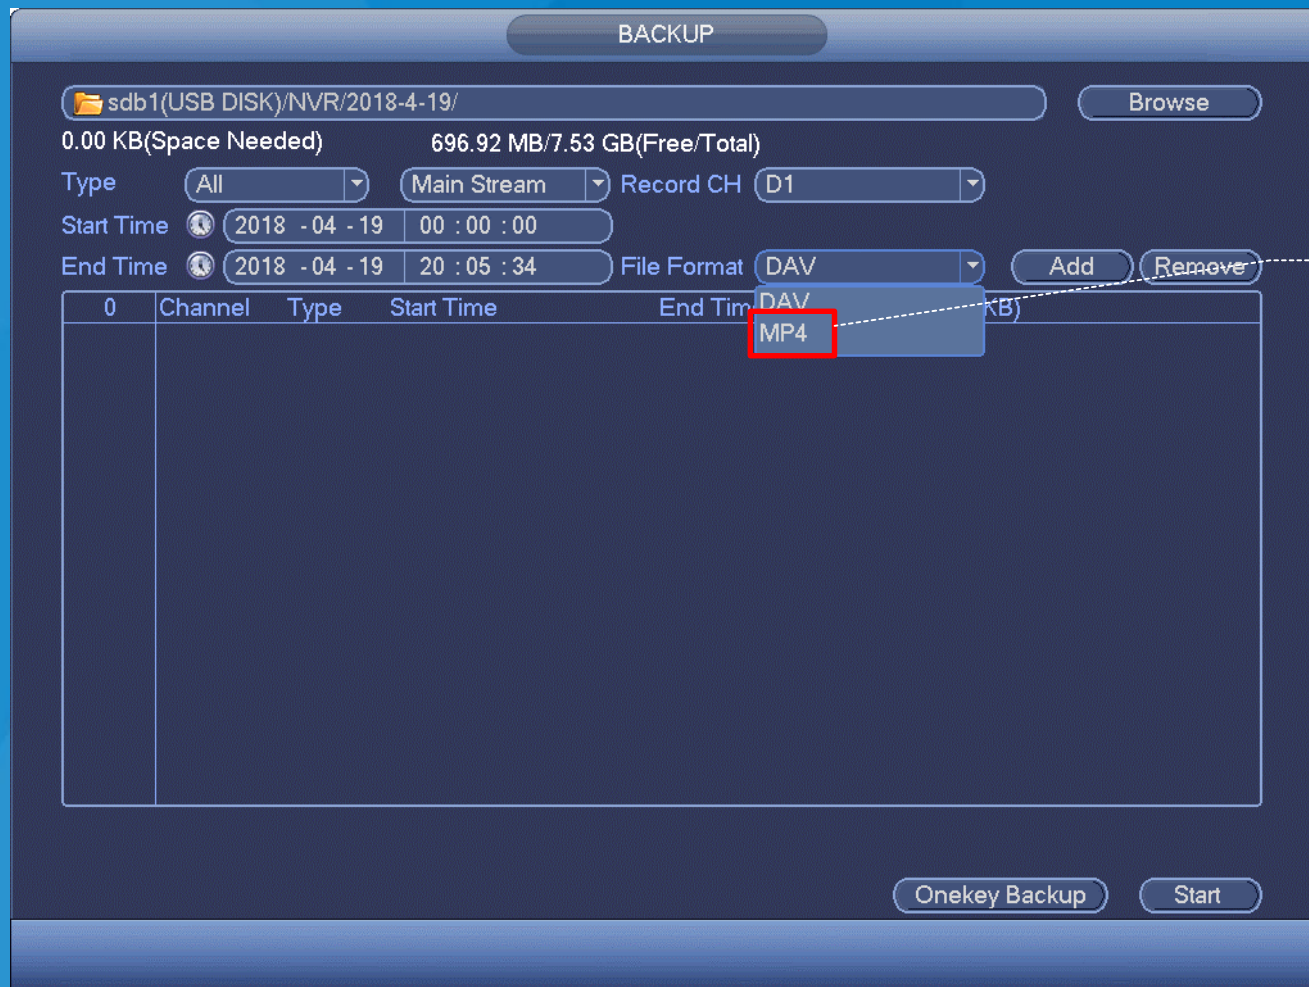 BACKUP
sdb1(USB DISK)/NVR/2018-4-19/ Browse
0.00 KB(Space Needed) 696.92 MB/7.53 GB(Free/Total)
Type All Main Stream Record CH D1
Start Time 2018 - 04 - 19 00 : 00 : 00
End Time 2018 - 04 - 19 20 : 05 : 34 File Format DAV Add Remove
0 Channel Type Start Time End Tim DAV KB)
MP4
Onekey Backup Start